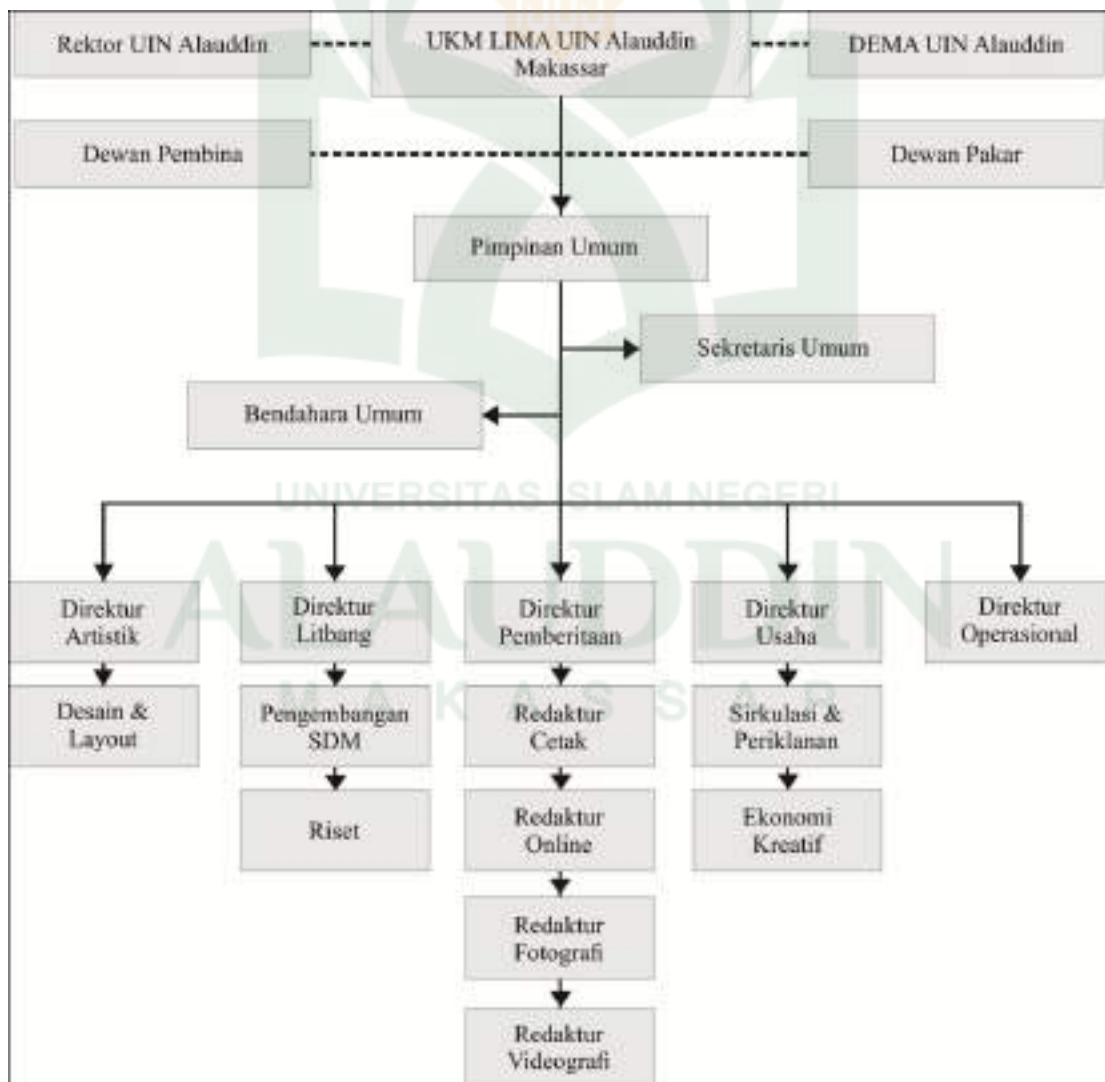 Rektor UIN Alauddin
UKM LIMA UIN Alauddin
Makassar
DEMA UIN Alauddin
Dewan Pembina
Dewan Pakar
Pimpinan Umum
Sekretaris Umum
Bendahara Umum
UNIVERSITAS ISLAM NEGERI
ALAUDDIN
MAKASSAR
Direktur
Artistik
Direktur
Litbang
Direktur
Pemberitaan
Direktur
Usaha
Direktur
Operasional
Desain &
Layout
Pengembangan
SDM
Redaktur
Cetak
Sirkulasi &
Periklanan
Riset
Redaktur
Online
Ekonomi
Kreatif
Redaktur
Fotografi
Redaktur
Videografi